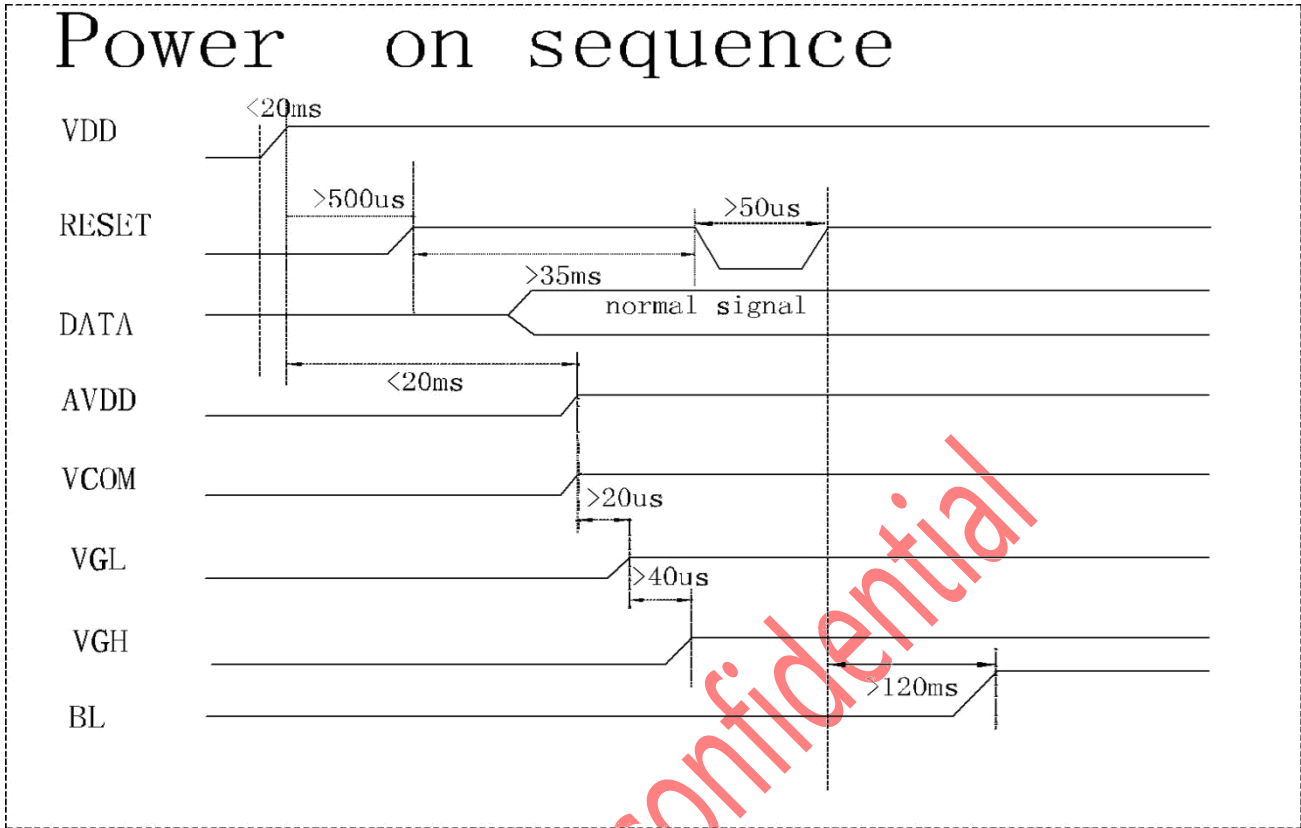 Power on sequence
<20ms
VDD
>500us
>50us
RESET
>35ms
normal signal
DATA
<20ms
AVDD
VCOM
>20us
VGL
>40us
VGH
>120ms
BL
onfidential